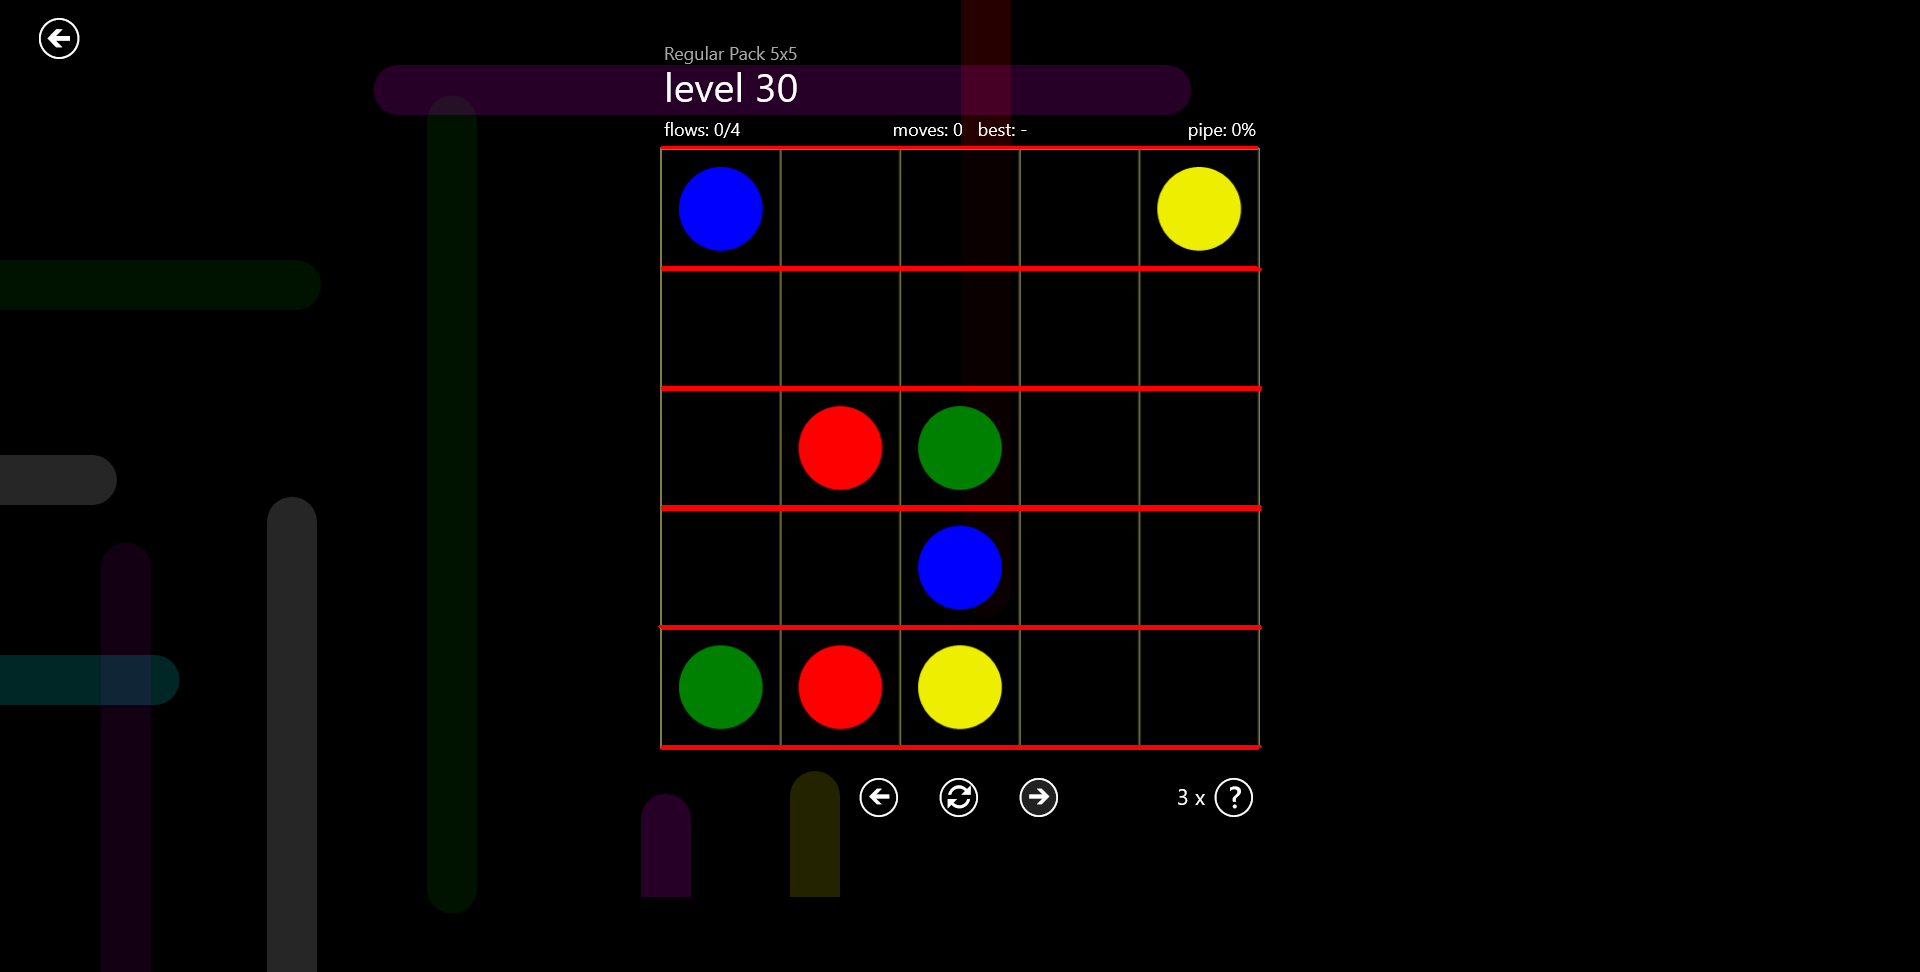 Regular Pack 5x5
level 30
flows: 0/4 moves: 0 best: - pipe: 0%
3 x ?